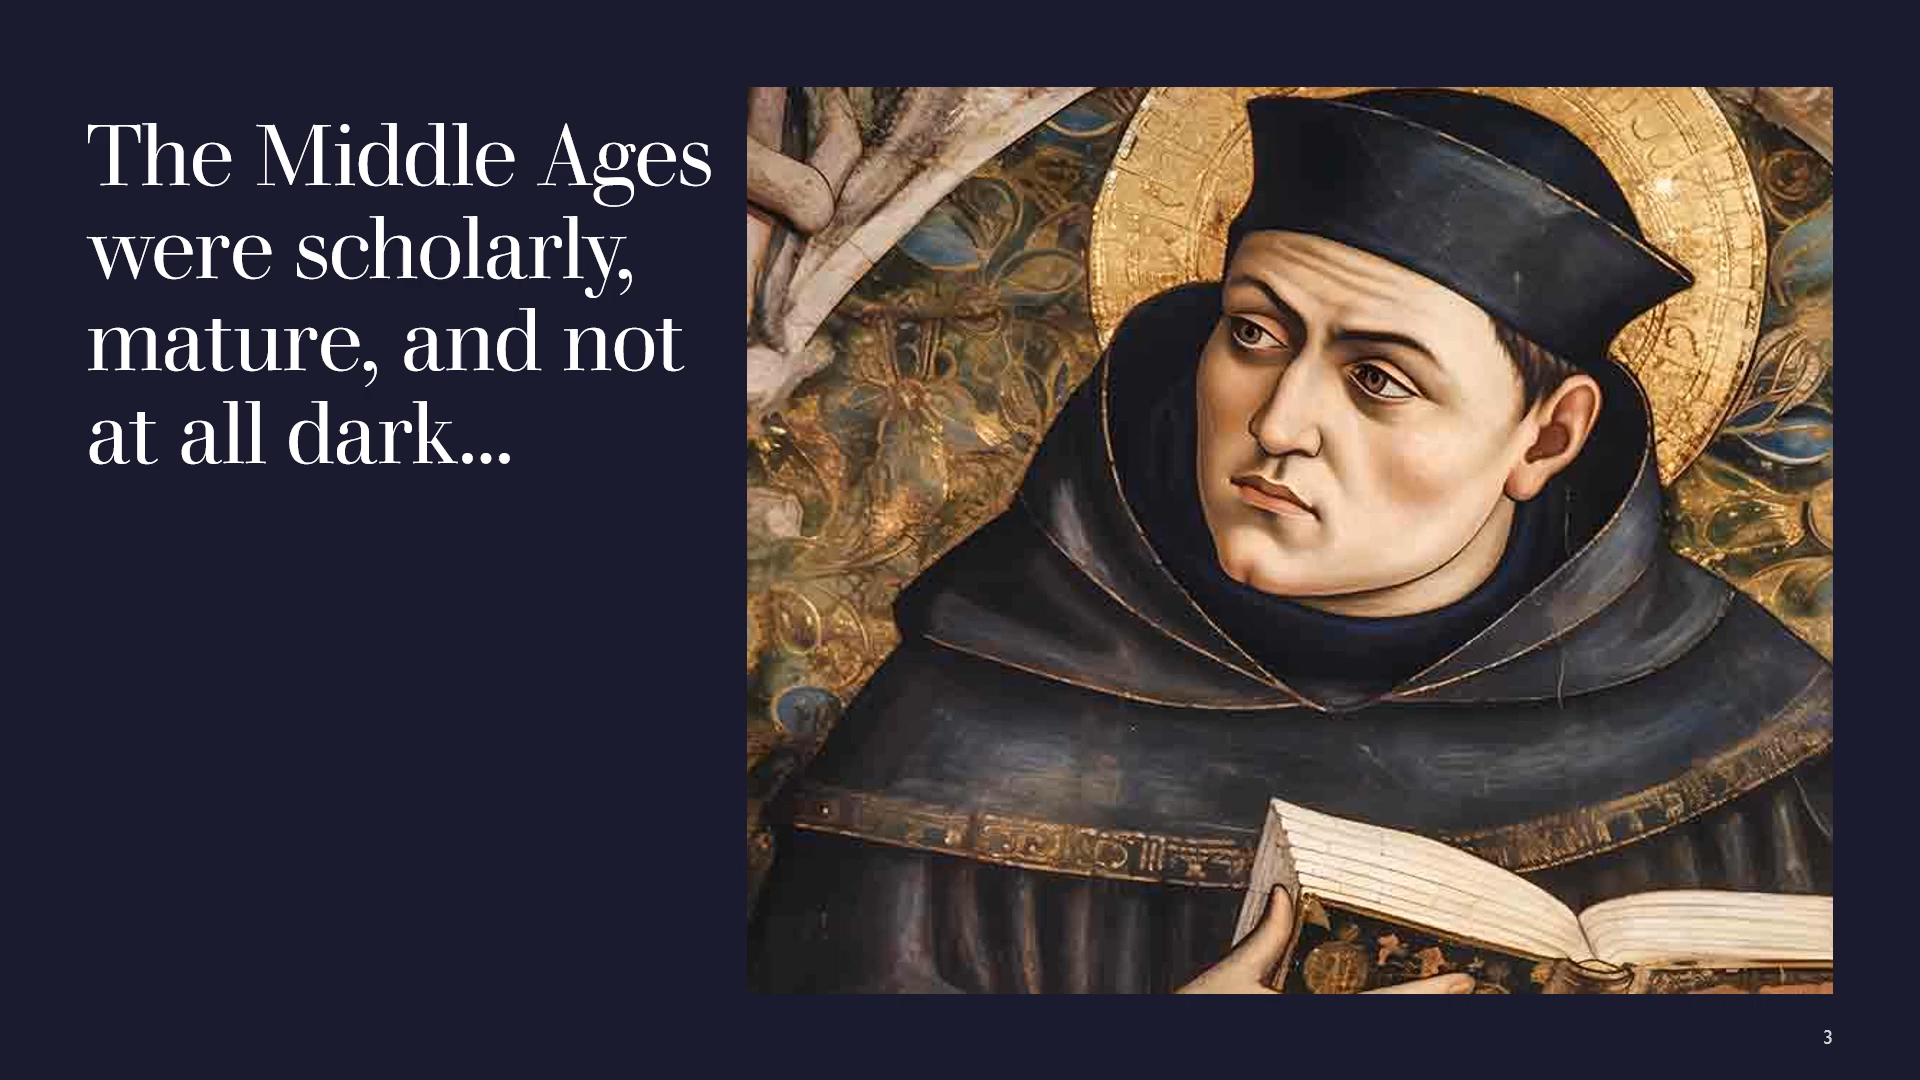 The Middle Ages
were scholarly,
mature, and not
at all dark...
3